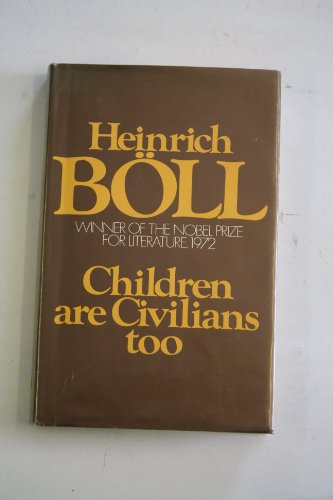 Heinrich
BÖLL
WINNER OF THE NOBEL PRIZE
FOR LITERATURE, 1972
Children
are Civilians
too